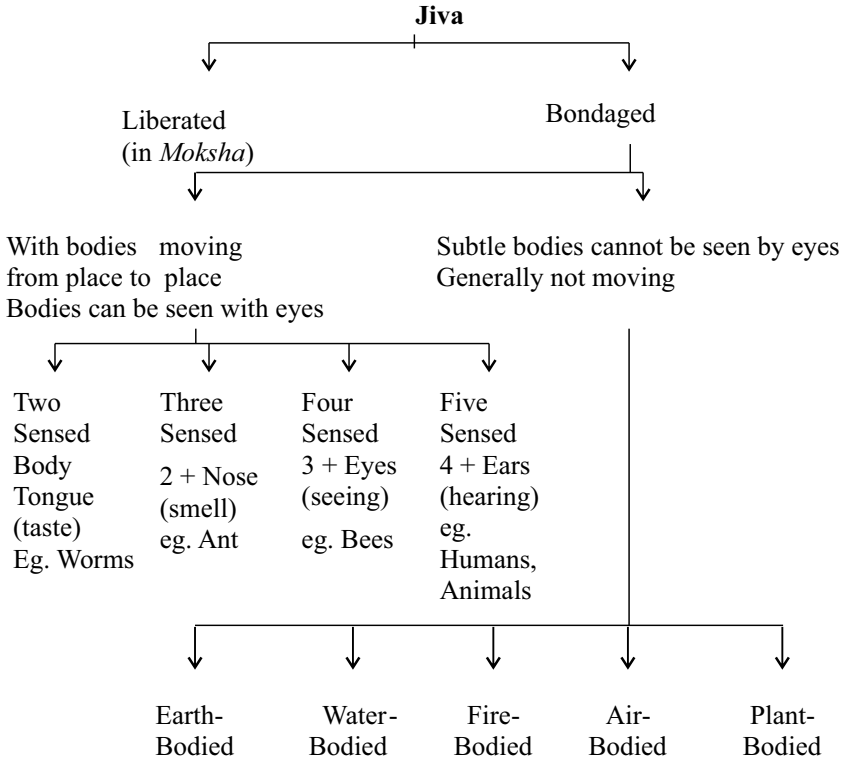 Jiva
Liberated
(in Moksha)
Bondaged
With bodies moving
from place to place
Bodies can be seen with eyes
Subtle bodies cannot be seen by eyes
Generally not moving
Two
Sensed
Body
Tongue
(taste)
Eg. Worms
Three
Sensed
2 + Nose
(smell)
eg. Ant
Four
Sensed
3 + Eyes
(seeing)
eg. Bees
Five
Sensed
4 + Ears
(hearing)
eg.
Humans,
Animals
Earth-
Bodied
Water-
Bodied
Fire-
Bodied
Air-
Bodied
Plant-
Bodied